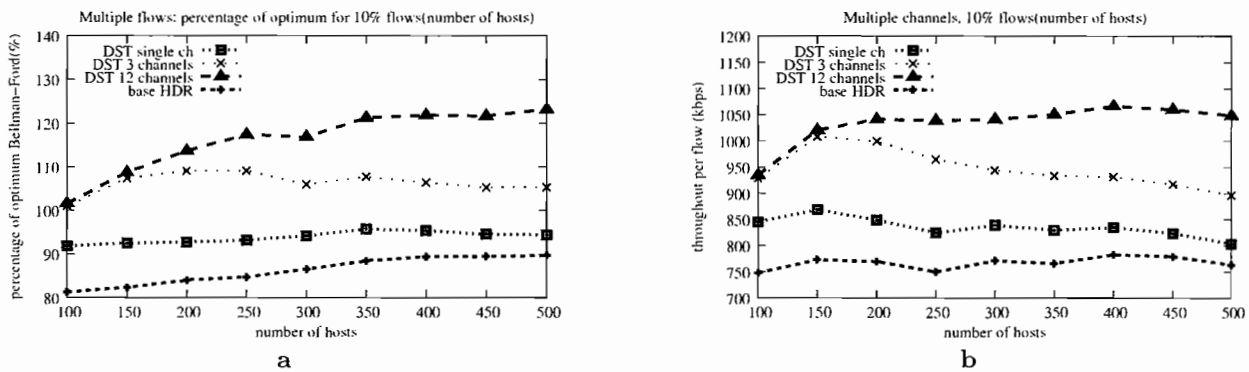 Multiple flows: percentage of optimum for 10% flows(number of hosts)
percentage of optimum Bellman-Ford(%)
140
130
120
110
100
90
80
DST single ch
DST 3 channels
DST 12 channels
base HDR
100 150 200 250 300 350 400 450 500
number of hosts
a
Multiple channels, 10% flows(number of hosts)
throughout per flow (kbps)
1200
1150
1100
1050
1000
950
900
850
800
750
700
DST single ch
DST 3 channels
DST 12 channels
base HDR
100 150 200 250 300 350 400 450 500
number of hosts
b